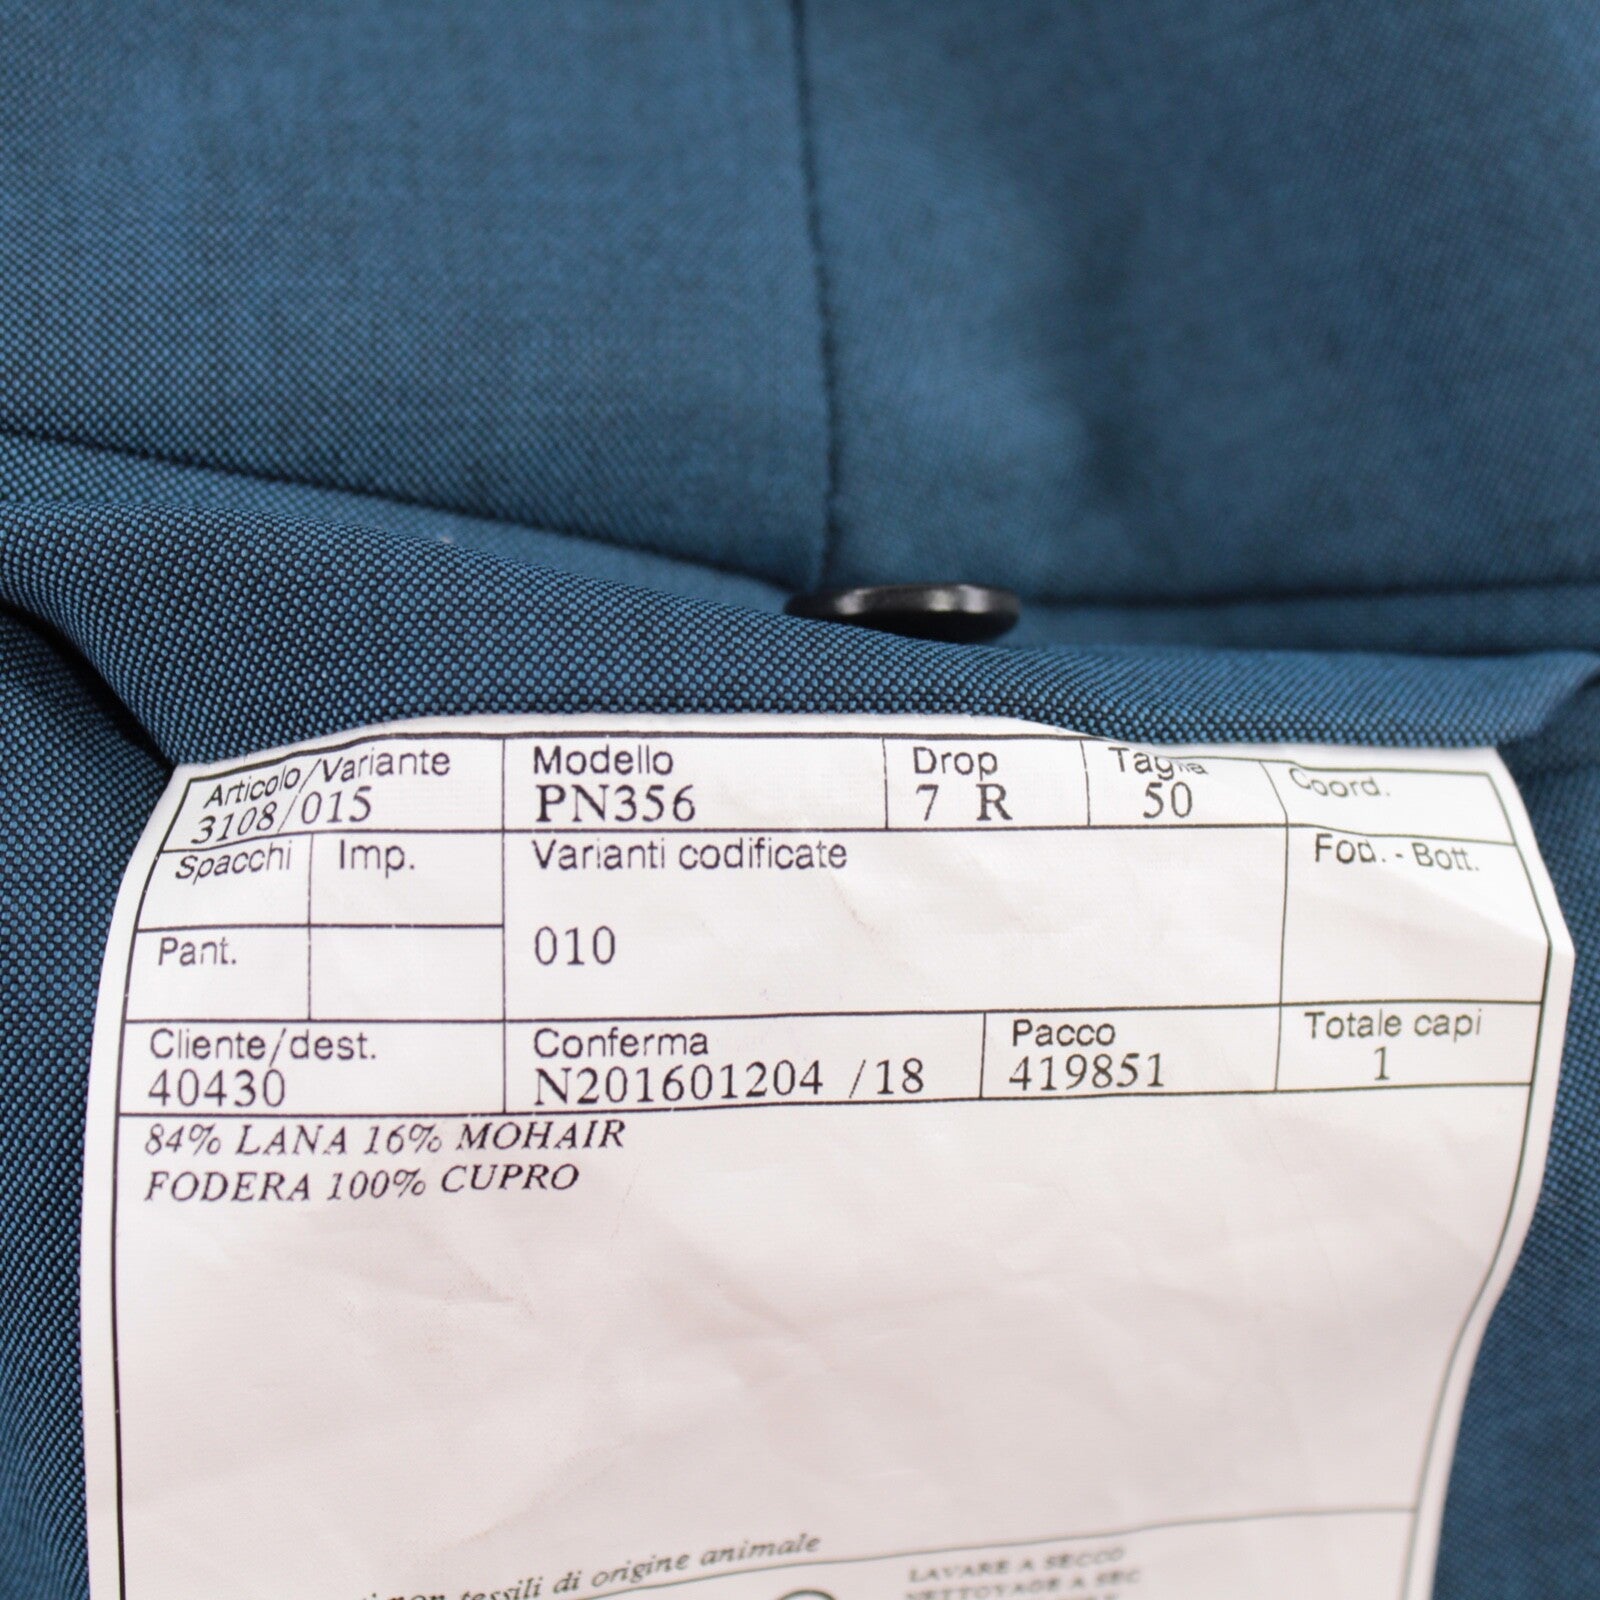 Articolo/Variante Modello Drop Taglia Coord.
3108/015 PN356 7 R 50
Spacchi Imp. Varianti codificate Fod. - Bott.
Pant. 010
Cliente/dest. Conferma Pacco Totale capi
40430 N201601204 /18 419851 1
84% LANA 16% MOHAIR
FODERA 100% CUPRO
non tessili di origine animale
LAVARE A SECCO
NETTOYAGE A SEC